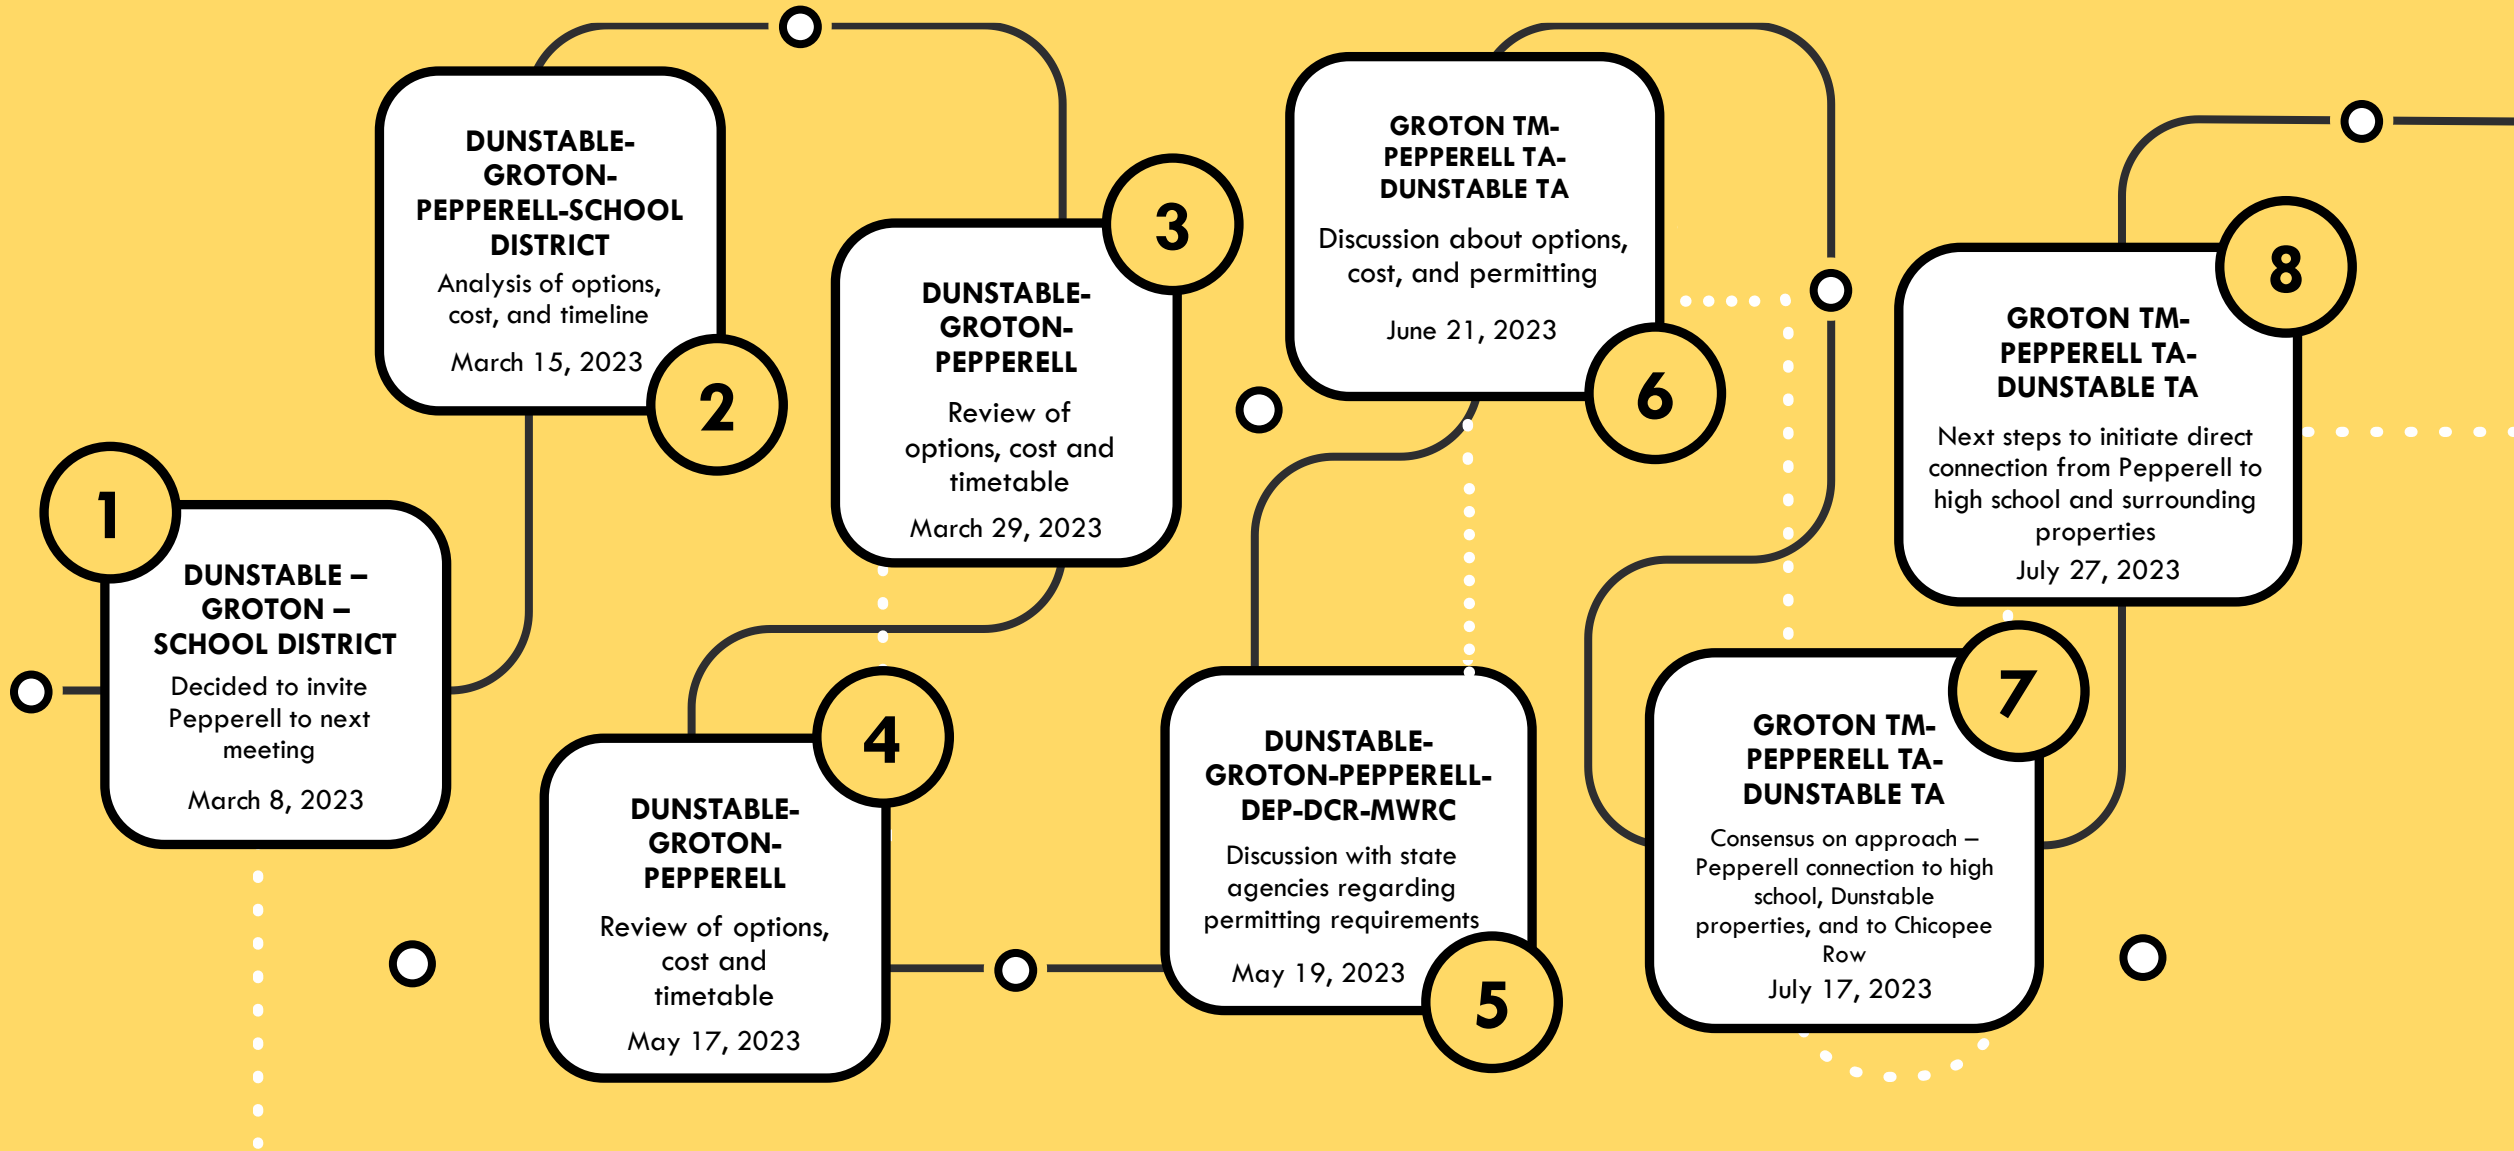 1
DUNSTABLE –
GROTON –
SCHOOL DISTRICT
Decided to invite
Pepperell to next
meeting
March 8, 2023
DUNSTABLE-
GROTON-
PEPPERELL-SCHOOL
DISTRICT
Analysis of options,
cost, and timeline
March 15, 2023
2
3
DUNSTABLE-
GROTON-
PEPPERELL
Review of
options, cost and
timetable
March 29, 2023
4
DUNSTABLE-
GROTON-
PEPPERELL
Review of options,
cost and
timetable
May 17, 2023
DUNSTABLE-
GROTON-PEPPERELL-
DEP-DCR-MWRC
Discussion with state
agencies regarding
permitting requirements
May 19, 2023
5
GROTON TM-
PEPPERELL TA-
DUNSTABLE TA
Discussion about options,
cost, and permitting
June 21, 2023
6
7
GROTON TM-
PEPPERELL TA-
DUNSTABLE TA
Consensus on approach –
Pepperell connection to high
school, Dunstable
properties, and to Chicopee
Row
July 17, 2023
8
GROTON TM-
PEPPERELL TA-
DUNSTABLE TA
Next steps to initiate direct
connection from Pepperell to
high school and surrounding
properties
July 27, 2023